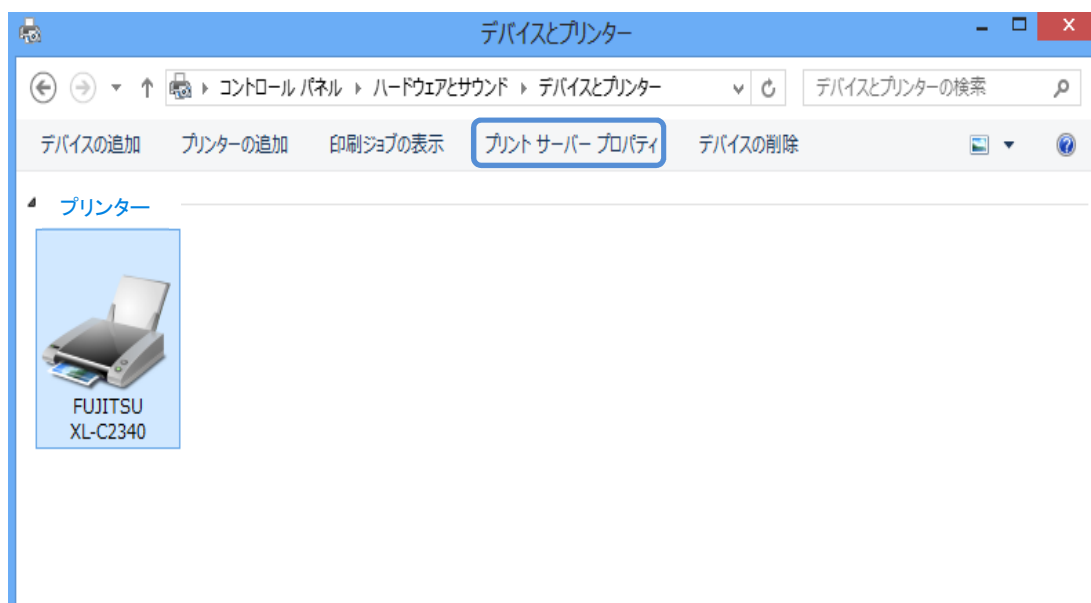 デバイスとプリンター
コントロール パネル ハードウェアとサウンド デバイスとプリンター デバイスとプリンターの検索
デバイスの追加 プリンターの追加 印刷ジョブの表示 プリント サーバー プロパティ デバイスの削除
プリンター
FUJITSU
XL-C2340